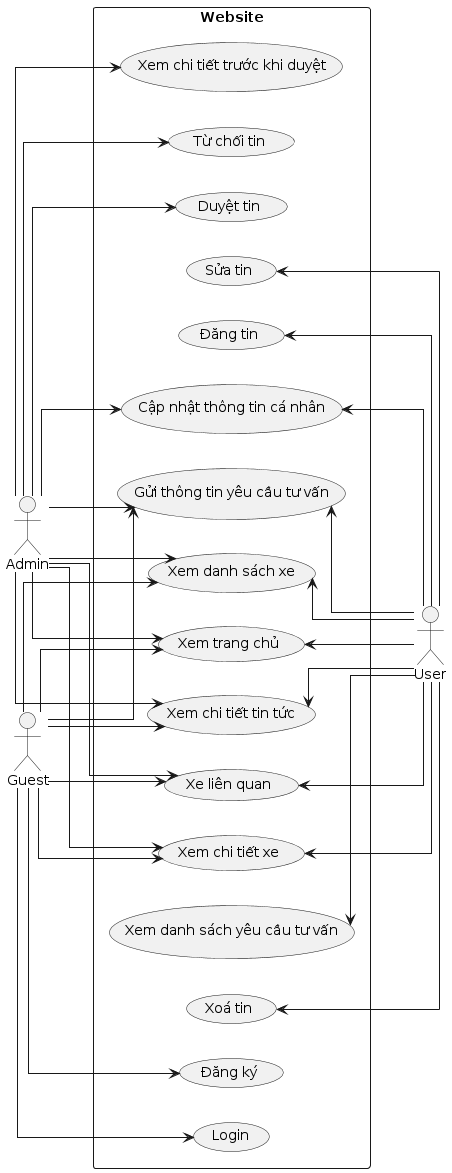 Website
Xem chi tiết trước khi duyệt
Từ chối tin
Duyệt tin
Sửa tin
Đăng tin
Cập nhật thông tin cá nhân
Gửi thông tin yêu cầu tư vấn
Admin
Xem danh sách xe
Xem trang chủ
User
Xem chi tiết tin tức
Guest
Xe liên quan
Xem chi tiết xe
Xem danh sách yêu cầu tư vấn
Xoá tin
Đăng ký
Login